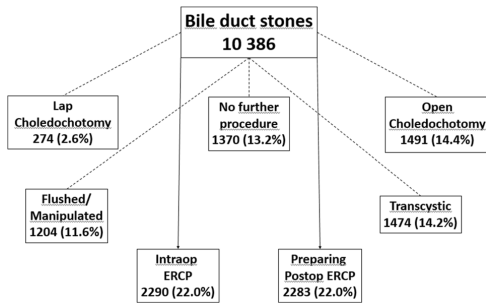 Bile duct stones
10 386
Lap
Choledochotomy
274 (2.6%)
No further
procedure
1370 (13.2%)
Open
Choledochotomy
1491 (14.4%)
Flushed/
Manipulated
1204 (11.6%)
Transcystic
1474 (14.2%)
Intraop
ERCP
2290 (22.0%)
Preparing
Postop ERCP
2283 (22.0%)